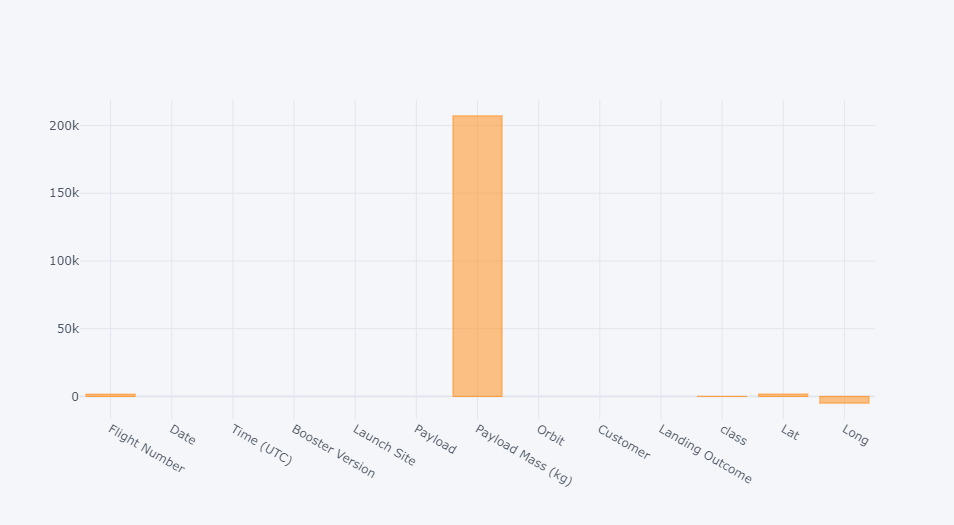 200k
150k
100k
50k
0
Flight Number
Date
Time (UTC)
Booster Version
Launch Site
Payload
Payload Mass (kg)
Orbit
Customer
Landing Outcome
class
Lat
Long